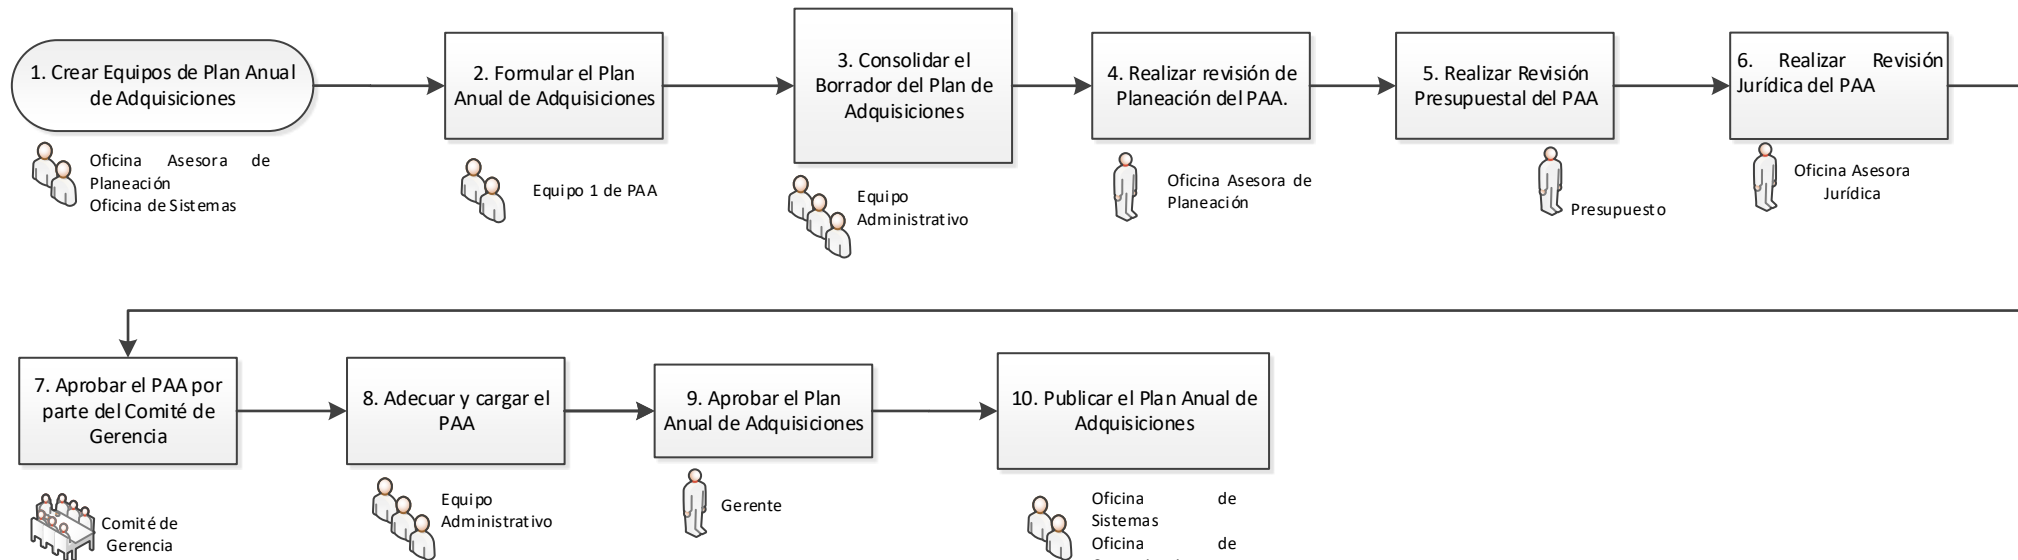 1. Crear Equipos de Plan Anual
de Adquisiciones
Oficina Asesora de
Planeación
Oficina de Sistemas
2. Formular el Plan
Anual de Adquisiciones
Equipo 1 de PAA
3. Consolidar el
Borrador del Plan de
Adquisiciones
Equipo
Administrativo
4. Realizar revisión de
Planeación del PAA.
Oficina Asesora de
Planeación
5. Realizar Revisión
Presupuestal del PAA
Presupuesto
6. Realizar Revisión
Jurídica del PAA
Oficina Asesora
Jurídica
7. Aprobar el PAA por
parte del Comité de
Gerencia
Comité de
Gerencia
8. Adecuar y cargar el
PAA
Equipo
Administrativo
9. Aprobar el Plan
Anual de Adquisiciones
Gerente
10. Publicar el Plan Anual de
Adquisiciones
Oficina de
Sistemas
Oficina de